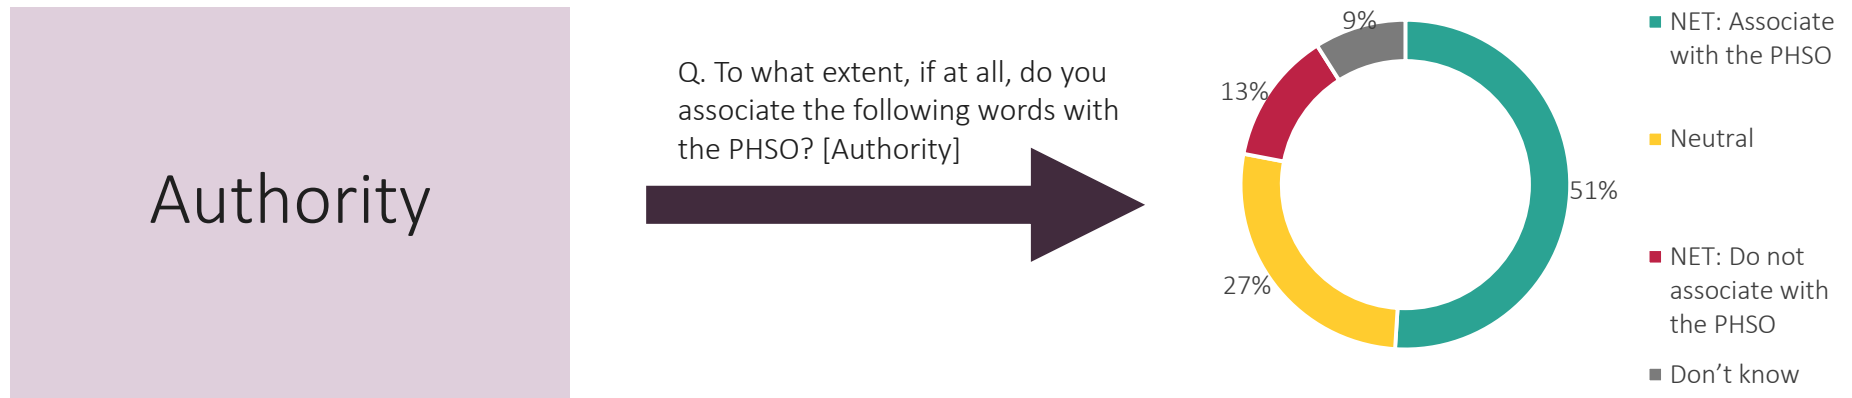 Authority
Q. To what extent, if at all, do you
associate the following words with
the PHSO? [Authority]
9%
13%
27%
51%
NET: Associate
with the PHSO
Neutral
NET: Do not
associate with
the PHSO
Don’t know